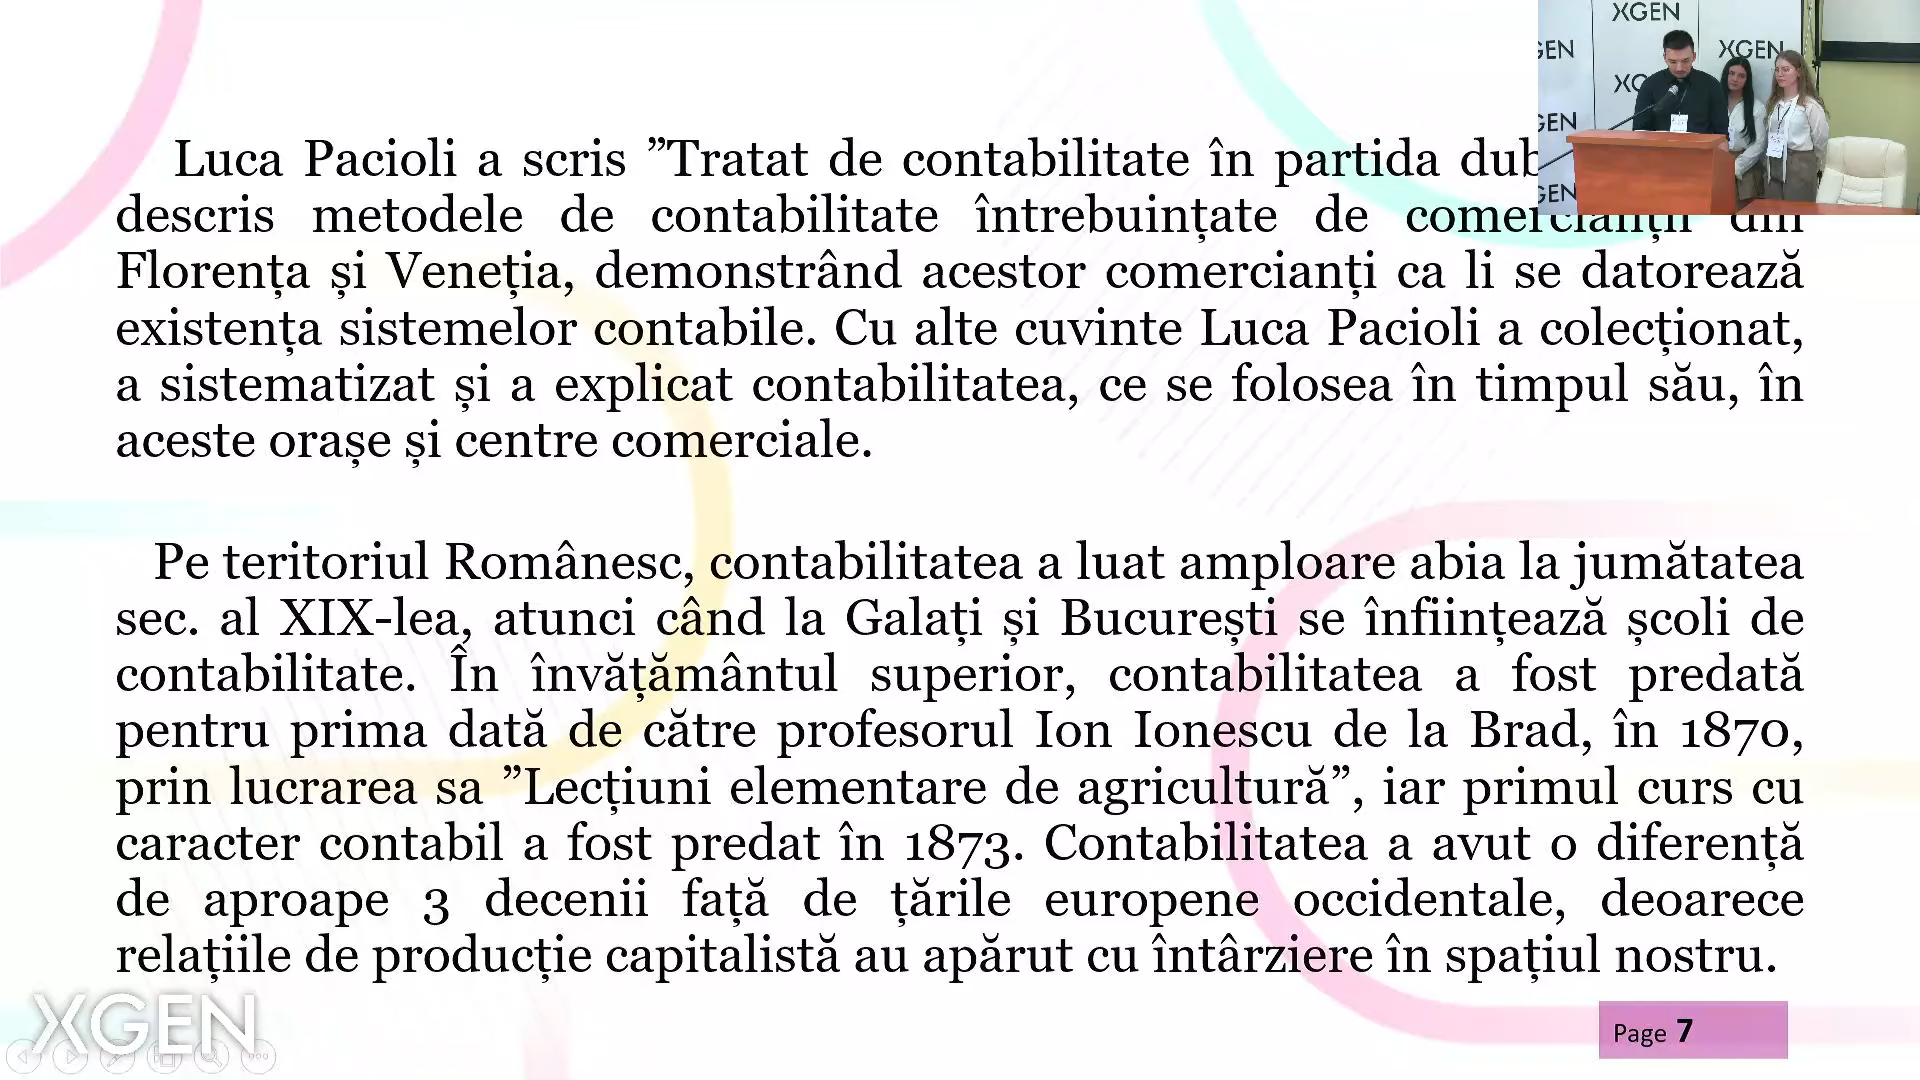 XGEN
GEN
XGEN
XG
GEN
GEN
Luca Pacioli a scris ”Tratat de contabilitate în partida
descris metodele de contabilitate întrebuințate de comercianții din
Florența și Veneția, demonstrând acestor comercianți ca li se datorează
existența sistemelor contabile. Cu alte cuvinte Luca Pacioli a colecționat,
a sistematizat și a explicat contabilitatea, ce se folosea în timpul său, în
aceste orașe și centre comerciale.
Pe teritoriul Românesc, contabilitatea a luat amploare abia la jumătatea
sec. al XIX-lea, atunci când la Galați și București se înființează școli de
contabilitate. În învățământul superior, contabilitatea a fost predată
pentru prima dată de către profesorul Ion Ionescu de la Brad, în 1870,
prin lucrarea sa ”Lecțiuni elementare de agricultură”, iar primul curs cu
caracter contabil a fost predat în 1873. Contabilitatea a avut o diferență
de aproape 3 decenii față de țările europene occidentale, deoarece
relațiile de producție capitalistă au apărut cu întârziere în spațiul nostru.
XGEN
Page 7